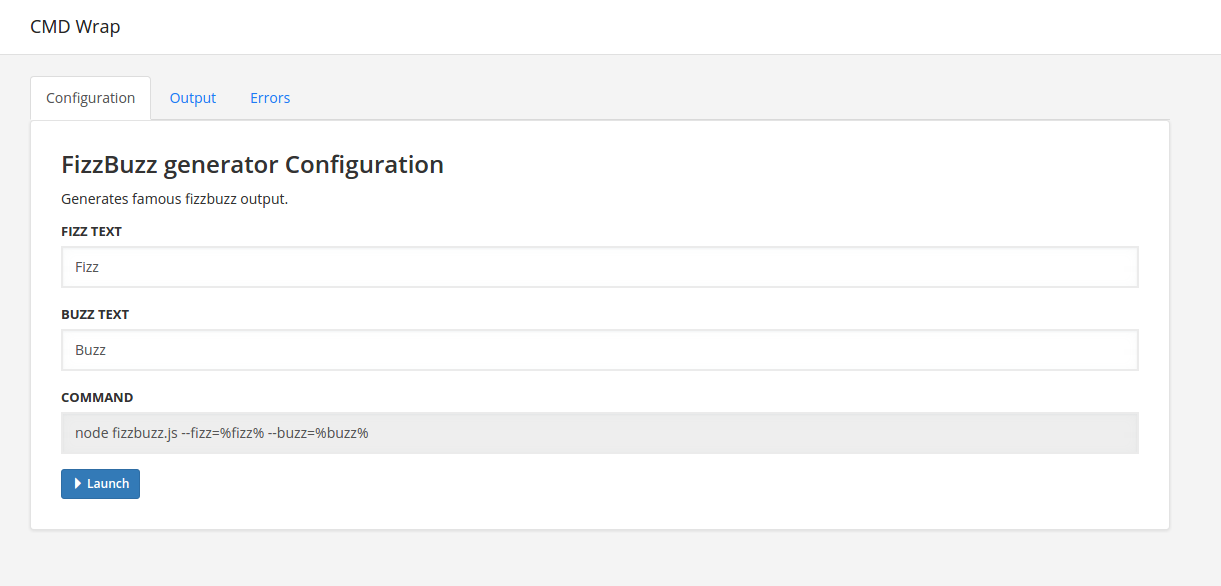 CMD Wrap
Configuration Output Errors
FizzBuzz generator Configuration
Generates famous fizzbuzz output.
FIZZ TEXT
Fizz
BUZZ TEXT
Buzz
COMMAND
node fizzbuzz.js --fizz=%fizz% --buzz=%buzz%
Launch